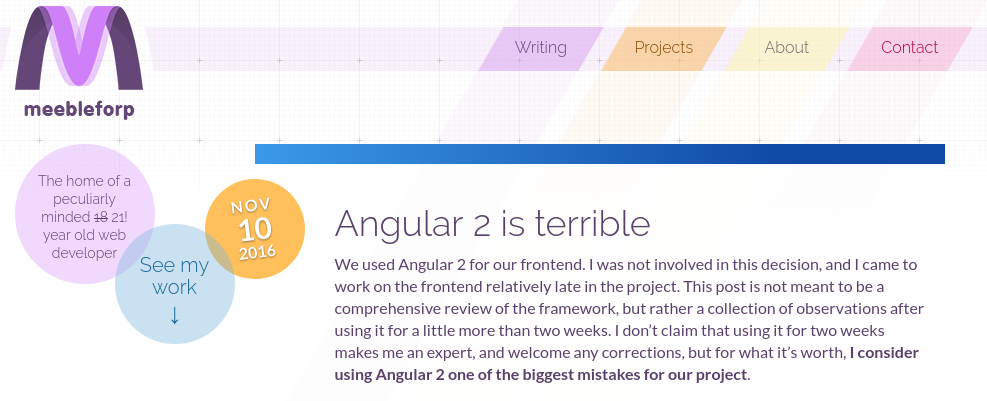 meebleforp
Writing
Projects
About
Contact
The home of a
peculiarly
minded 18 21!
year old web
developer
See my
work
↓
NOV
10
2016
Angular 2 is terrible
We used Angular 2 for our frontend. I was not involved in this decision, and I came to
work on the frontend relatively late in the project. This post is not meant to be a
comprehensive review of the framework, but rather a collection of observations after
using it for a little more than two weeks. I don’t claim that using it for two weeks
makes me an expert, and welcome any corrections, but for what it’s worth, I consider
using Angular 2 one of the biggest mistakes for our project.